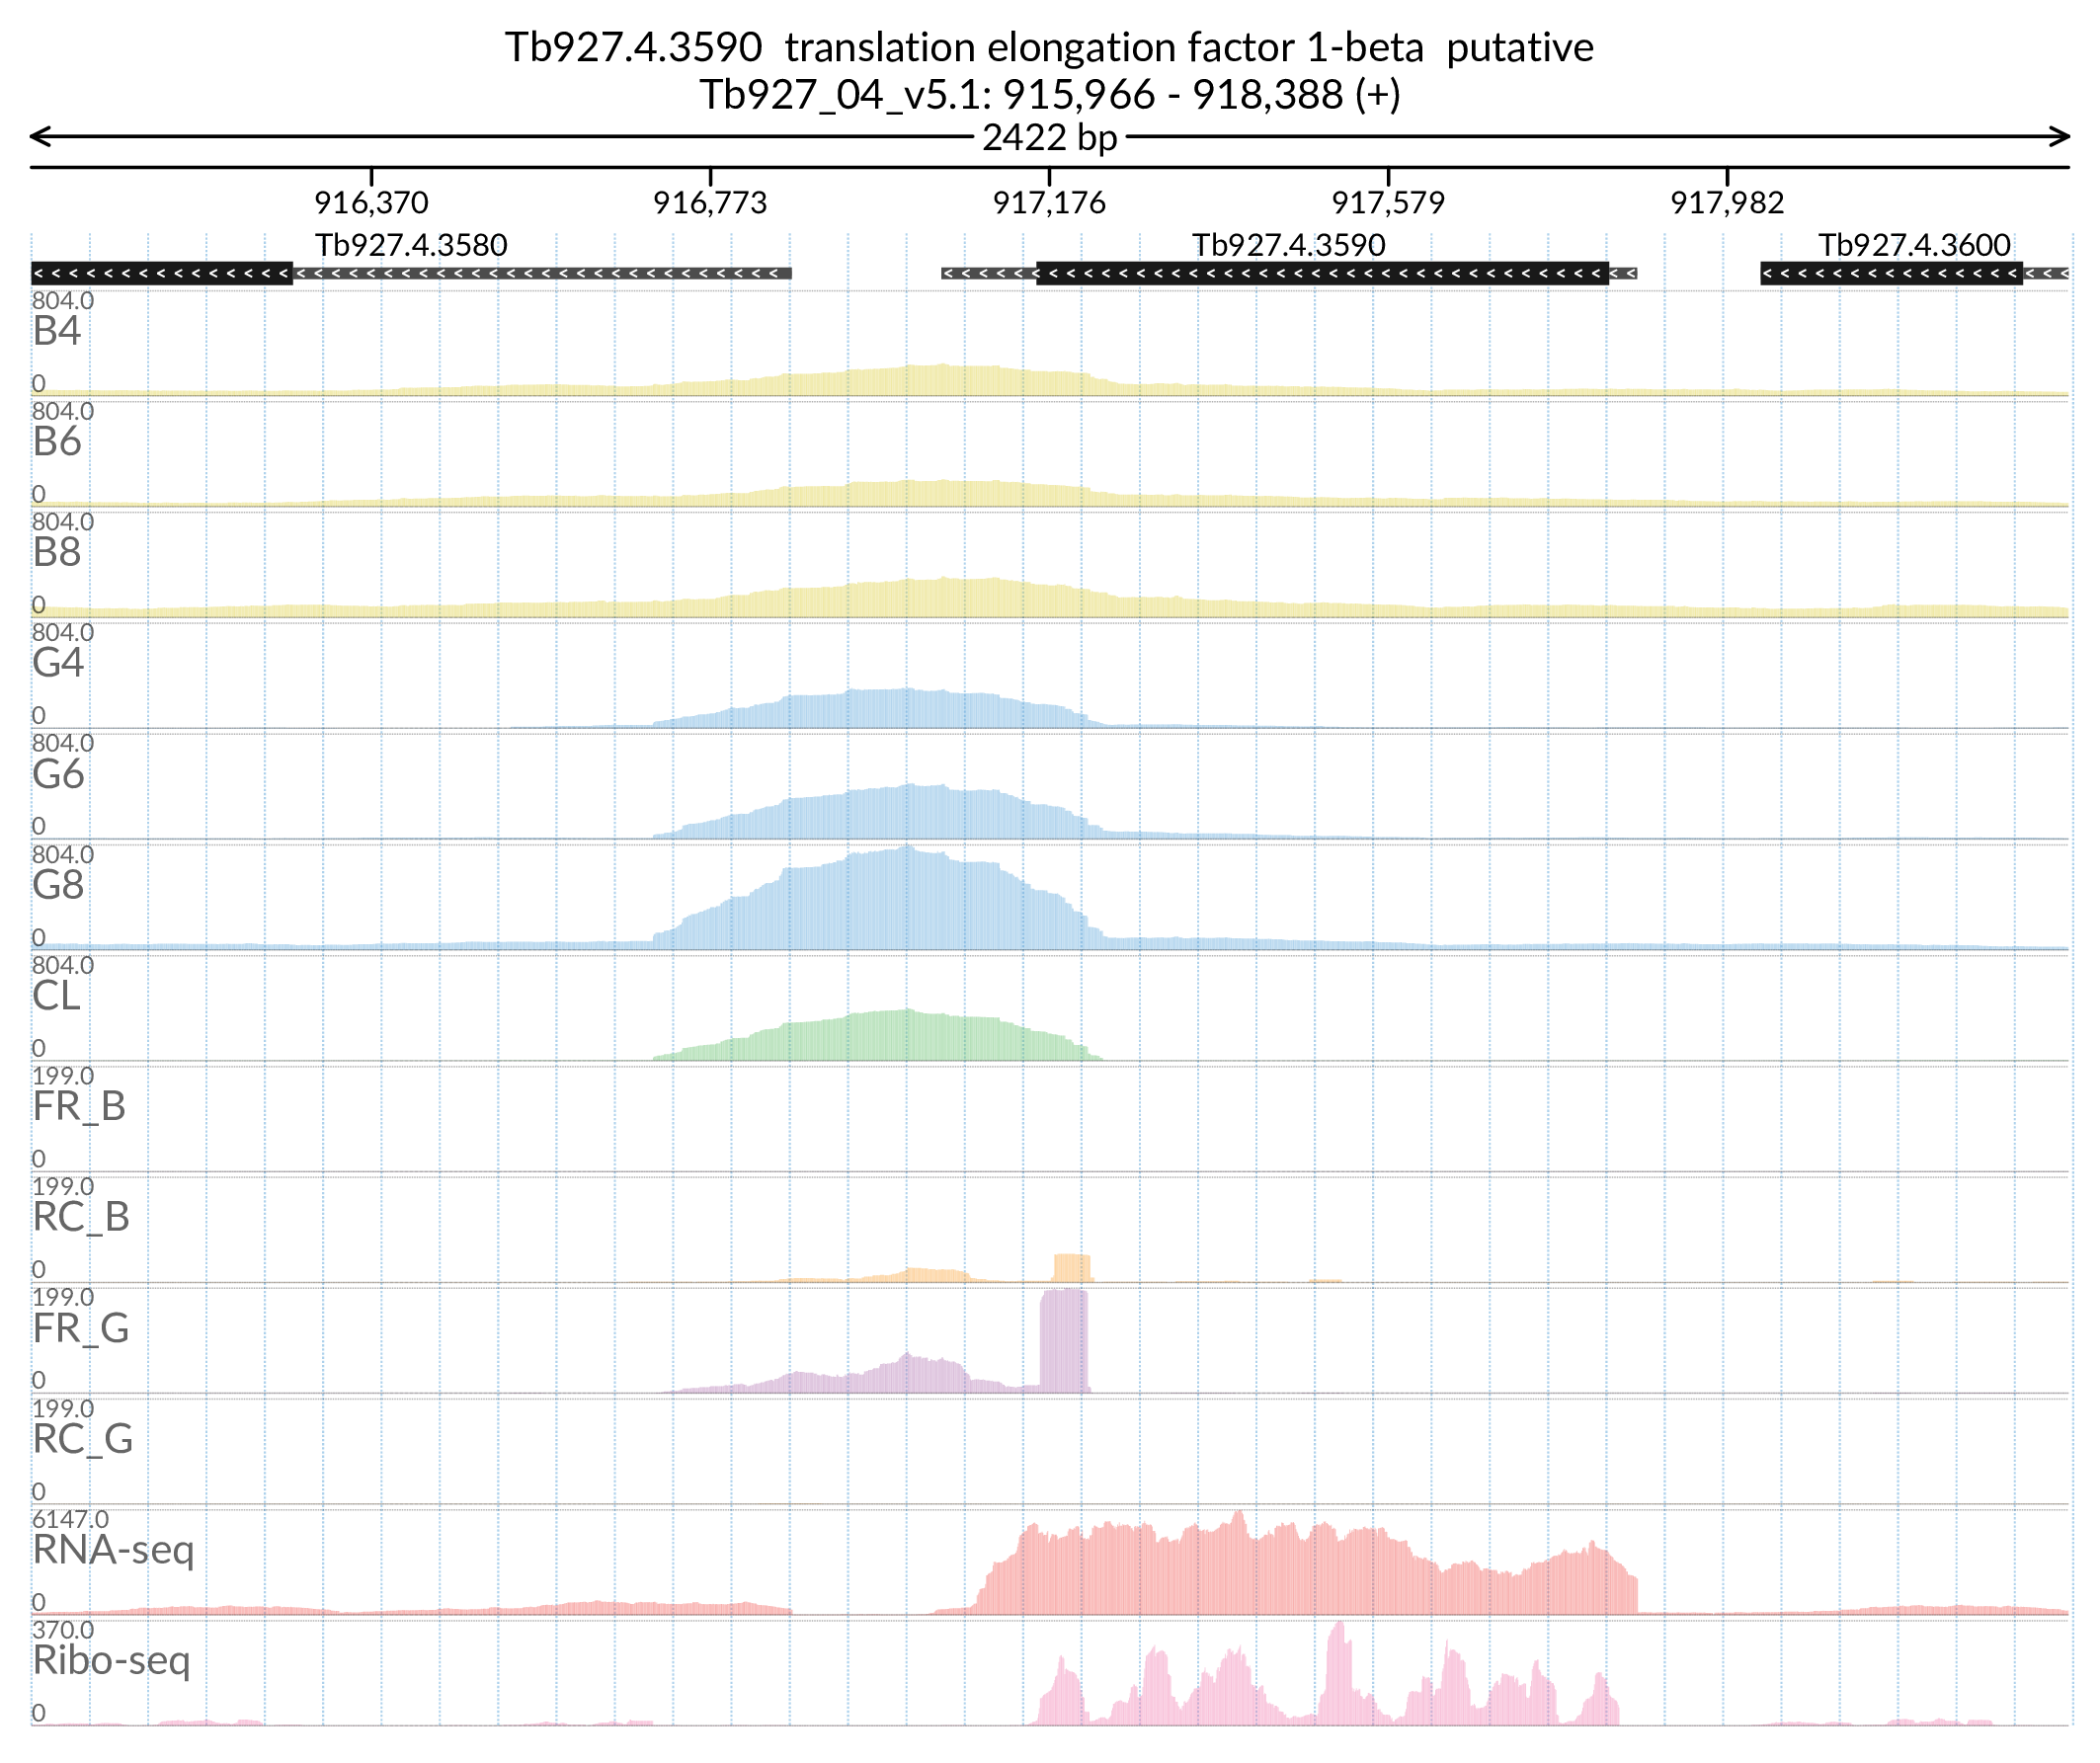 Tb927.4.3590 translation elongation factor 1-beta putative
Tb927_04_v5.1: 915,966 - 918,388 (+)
2422 bp
916,370 916,773 917,176 917,579 917,982
Tb927.4.3580 Tb927.4.3590 Tb927.4.3600
804.0
B4
0
804.0
B6
0
804.0
B8
0
804.0
G4
0
804.0
G6
0
804.0
G8
0
804.0
CL
0
199.0
FR_B
0
199.0
RC_B
0
199.0
FR_G
0
199.0
RC_G
0
6147.0
RNA-seq
0
370.0
Ribo-seq
0